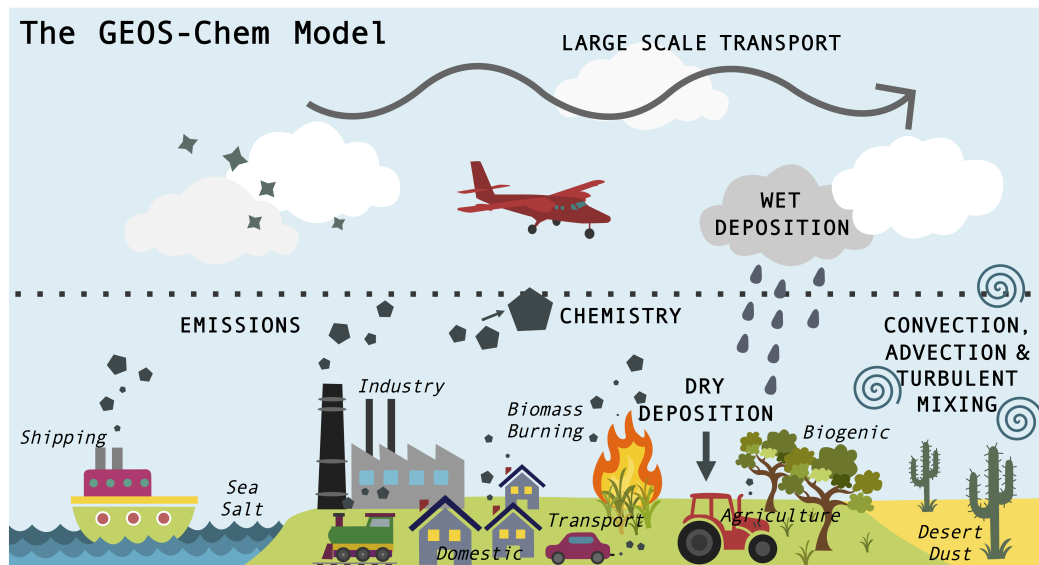 The GEOS-Chem Model
LARGE SCALE TRANSPORT
WET
DEPOSITION
EMISSIONS
CHEMISTRY
CONVECTION,
ADVECTION &
TURBULENT
MIXING
Industry
DRY
DEPOSITION
Biomass
Burning
Shipping
Biogenic
Sea
Salt
Transport
Agriculture
Domestic
Desert
Dust